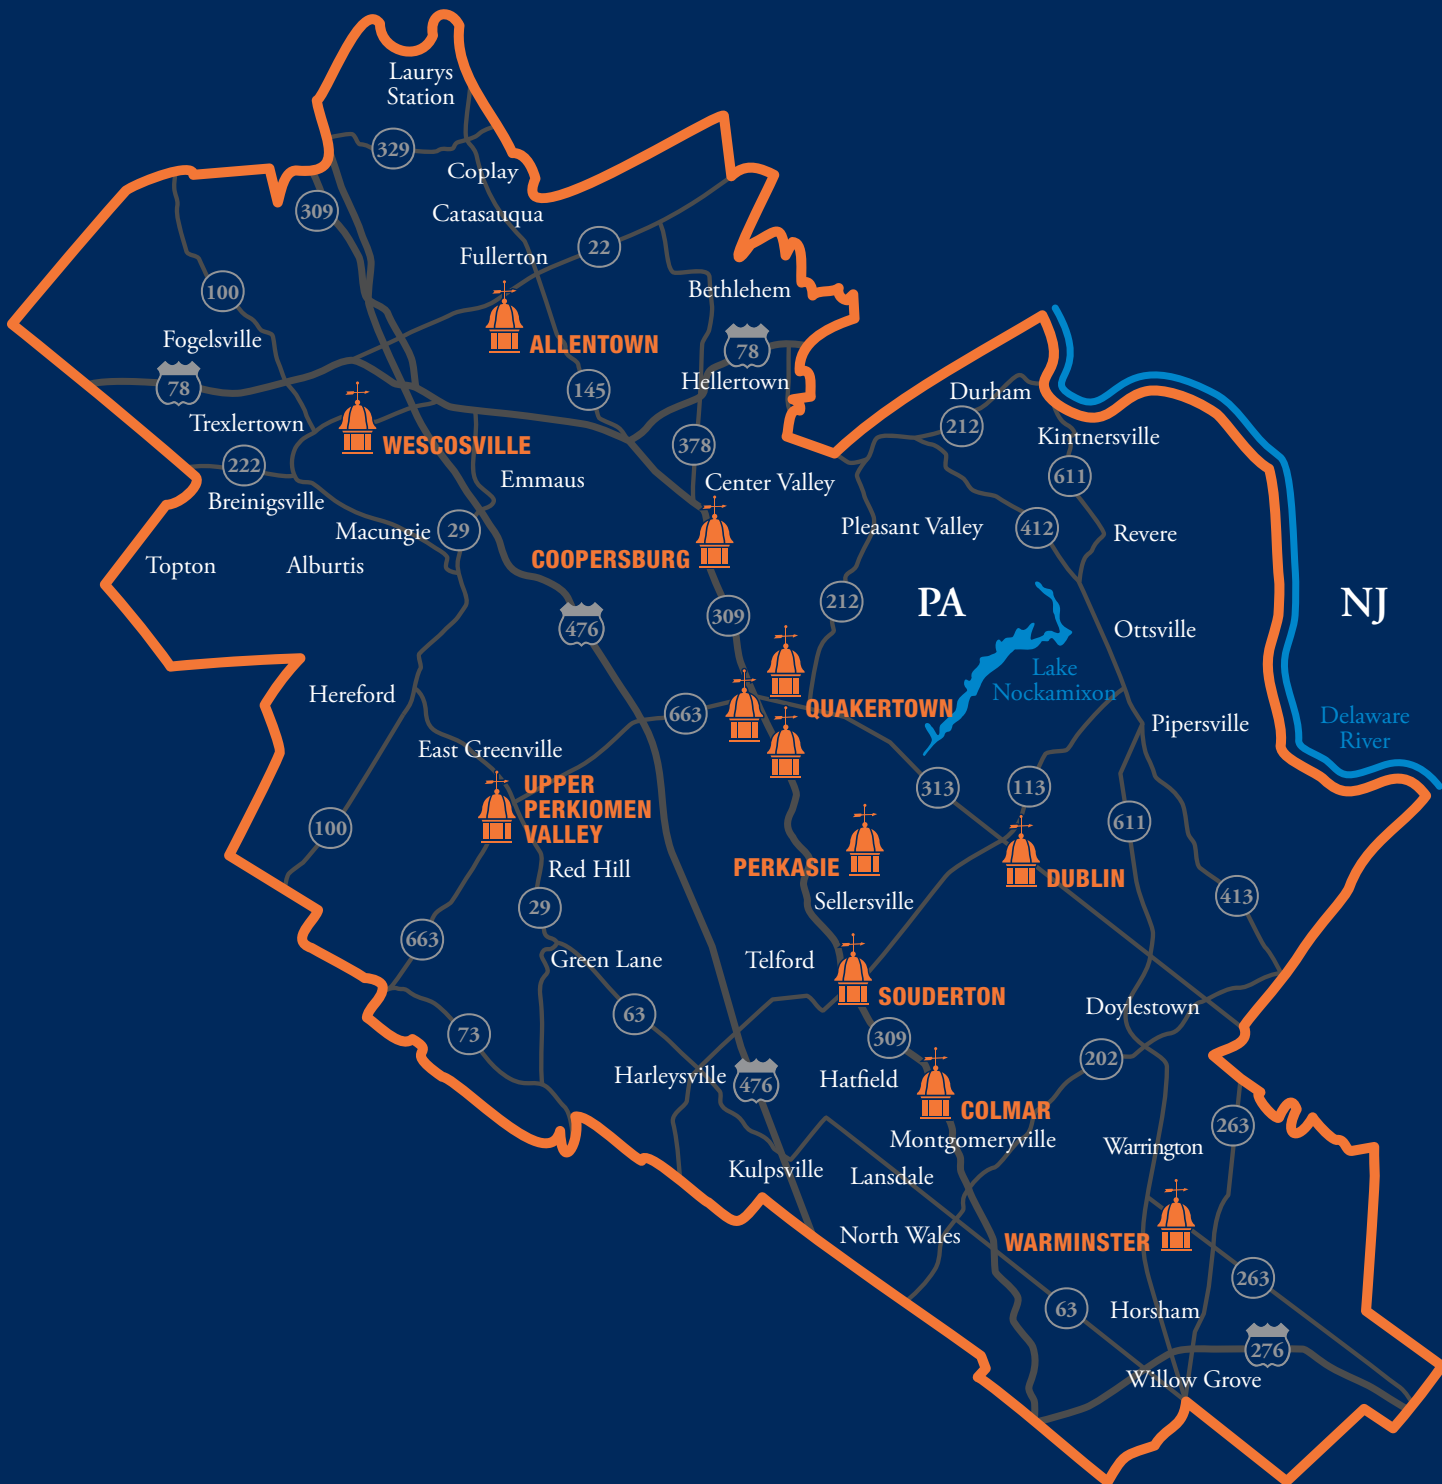 Laurys
Station
329
Coplay
309
Catasauqua
22
Fullerton
100
Bethlehem
Fogelsville
ALLENTOWN
78
78
Hellertown
145
Durham
Trexlertown
212
WESCOSVILLE
378
Kintnersville
222
611
Emmaus
Center Valley
Breinigsville
Macungie
29
Pleasant Valley
412
Revere
Topton
Alburtis
COOPERSBURG
212
PA
NJ
309
476
Ottsville
Lake
Nockamixon
Hereford
663
QUAKERTOWN
Pipersville
Delaware
River
East Greenville
UPPER
PERKIOMEN
VALLEY
313
113
100
611
Red Hill
PERKASIE
DUBLIN
29
Sellersville
413
663
Green Lane
Telford
SOUDERTON
Doylestown
63
73
309
202
Harleysville
476
Hatfield
COLMAR
263
Montgomeryville
Warrington
Kulpsville
Lansdale
North Wales
WARMINSTER
263
63
Horsham
276
Willow Grove